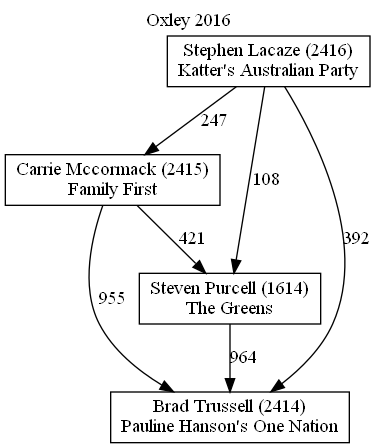 Oxley 2016
Stephen Lacaze (2416)
Katter's Australian Party
247
108
392
Carrie Mccormack (2415)
Family First
421
955
Steven Purcell (1614)
The Greens
964
Brad Trussell (2414)
Pauline Hanson's One Nation